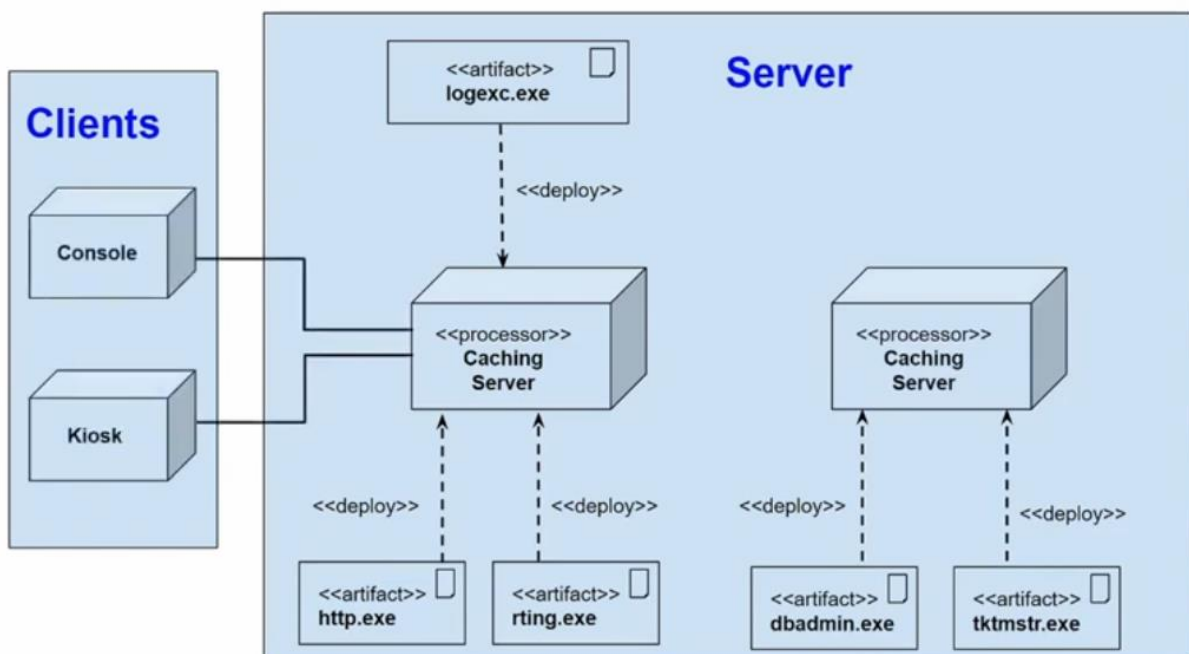 Clients
Console
Kiosk
Server
<<artifact>>
logexc.exe
<<deploy>>
<<processor>>
Caching
Server
<<processor>>
Caching
Server
<<deploy>>
<<deploy>>
<<deploy>>
<<deploy>>
<<artifact>>
http.exe
<<artifact>>
rting.exe
<<artifact>>
dbadmin.exe
<<artifact>>
tktmstr.exe